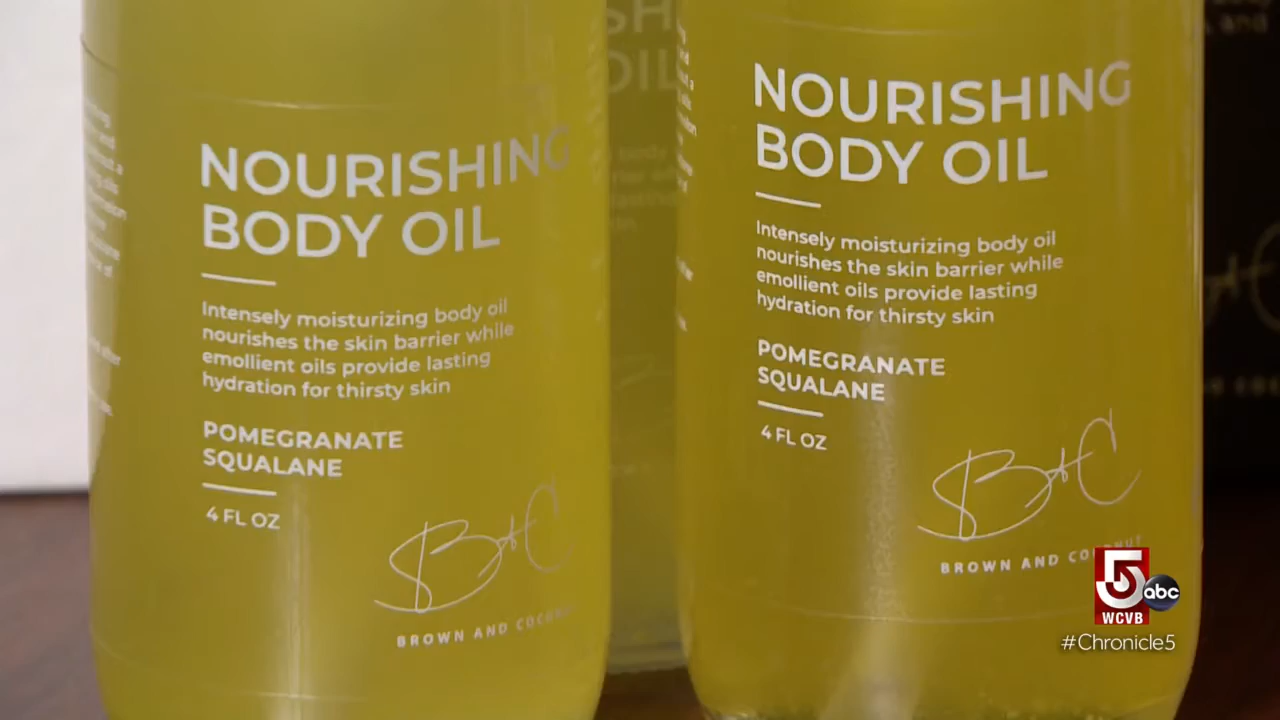 NOURISHING
BODY OIL
Intensely moisturizing body oil
nourishes the skin barrier while
emollient oils provide lasting
hydration for thirsty skin
POMEGRANATE
SQUALANE
4 FL OZ
B&C
BROWN AND COCONUT
NOURISHING
BODY OIL
Intensely moisturizing body oil
nourishes the skin barrier while
emollient oils provide lasting
hydration for thirsty skin
POMEGRANATE
SQUALANE
4 FL OZ
B&C
BROWN AND COCONUT
5 abc
WCVB
#Chronicle5